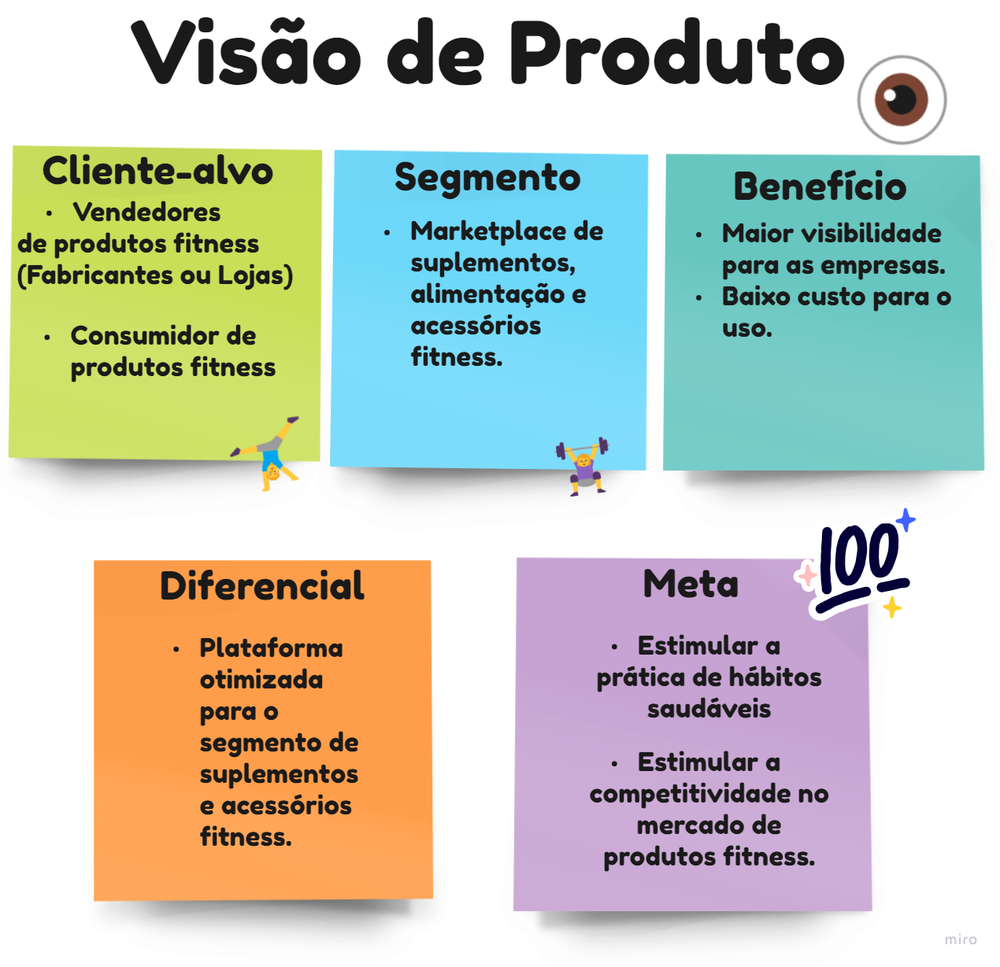 Visão de Produto
Cliente-alvo
• Vendedores
de produtos fitness
(Fabricantes ou Lojas)
• Consumidor de
produtos fitness
Segmento
• Marketplace de
suplementos,
alimentação e
acessórios
fitness.
Benefício
• Maior visibilidade
para as empresas.
• Baixo custo para o
uso.
Diferencial
• Plataforma
otimizada
para o
segmento de
suplementos
e acessórios
fitness.
100
Meta
• Estimular a
prática de hábitos
saudáveis
• Estimular a
competitividade no
mercado de
produtos fitness.
miro